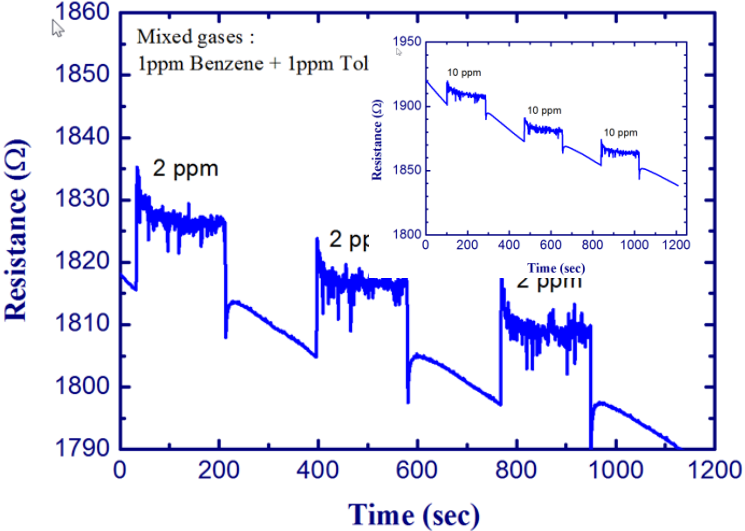 Mixed gases :
1ppm Benzene + 1ppm Tol
2 ppm
2 pp
2 ppm
1860
1850
1840
1830
1820
1810
1800
1790
Resistance (Ω)
0 200 400 600 800 1000 1200
Time (sec)
1950
1900
1850
1800
Resistance (Ω)
10 ppm
10 ppm
10 ppm
0 200 400 600 800 1000 1200
Time (sec)